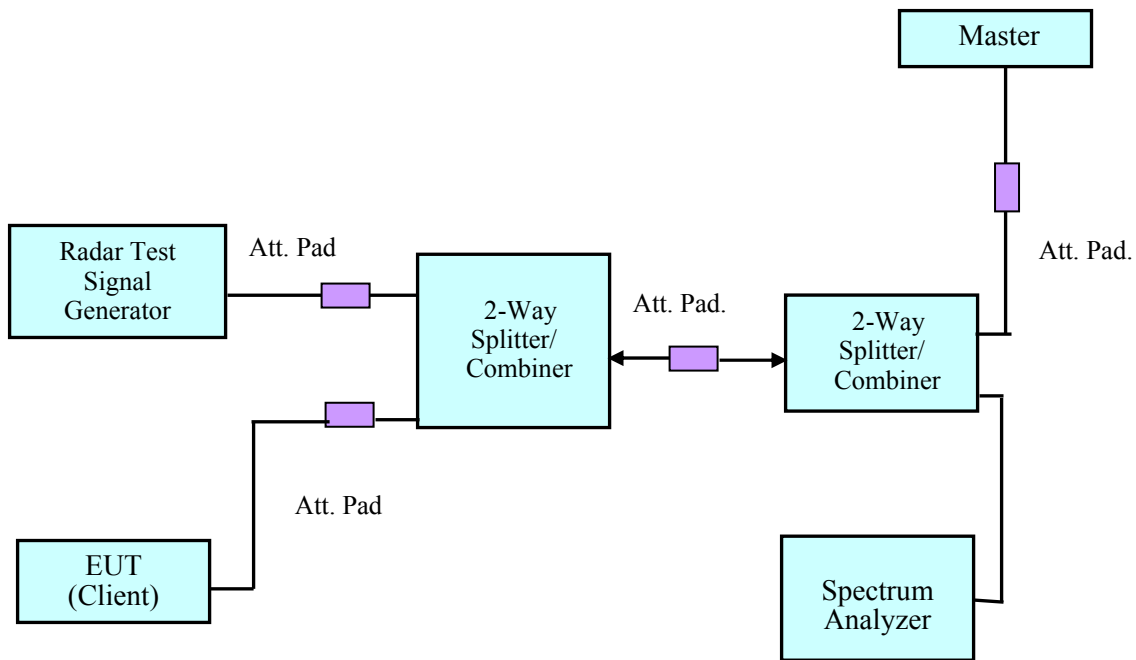 Master
Att. Pad.
Radar Test
Signal
Generator
Att. Pad
2-Way
Splitter/
Combiner
Att. Pad.
2-Way
Splitter/
Combiner
Att. Pad
EUT
(Client)
Spectrum
Analyzer